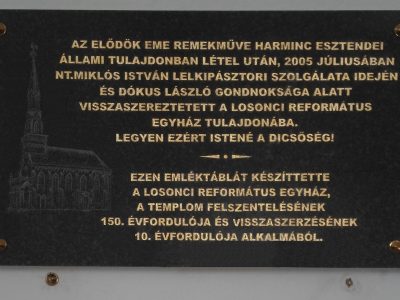 AZ ELŐDÖK EME REMEKMŰVE HARMINC ESZTENDEI
ÁLLAMI TULAJDONBAN LÉTEL UTÁN, 2005 JÚLIUSÁBAN
NT.MIKLÓS ISTVÁN LELKIPÁSZTORI SZOLGÁLATA IDEJÉN
ÉS DÓKUS LÁSZLÓ GONDNOKSÁGA ALATT
VISSZASZEREZTETETT A LOSONCI REFORMÁTUS
EGYHÁZ TULAJDONÁBA.
LEGYEN EZÉRT ISTENÉ A DICSŐSÉG!
EZEN EMLÉKTÁBLÁT KÉSZÍTTETTE
A LOSONCI REFORMÁTUS EGYHÁZ,
A TEMPLOM FELSZENTELÉSÉNEK
150. ÉVFORDULÓJA ÉS VISSZASZERZÉSÉNEK
10. ÉVFORDULÓJA ALKALMÁBÓL.